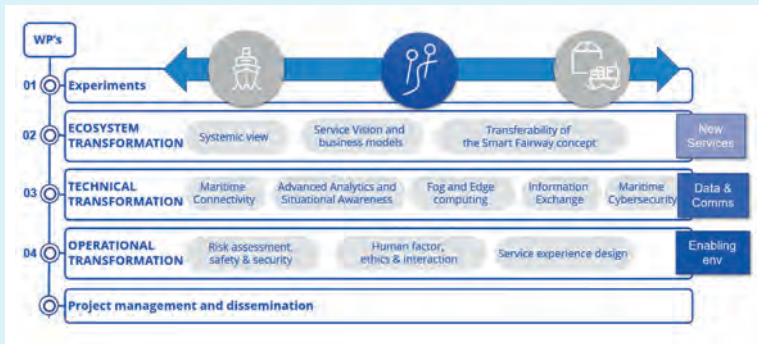 WP's
01 Experiments
02 ECOSYSTEM
TRANSFORMATION
Systemic view
Service Vision and
business models
Transferability of
the Smart Fairway concept
New
Services
03 TECHNICAL
TRANSFORMATION
Maritime
Connectivity
Advanced Analytics and
Situational Awareness
Fog and Edge
computing
Information
Exchange
Maritime
Cybersecurity
Data &
Comms
04 OPERATIONAL
TRANSFORMATION
Risk assessment,
safety & security
Human factor,
ethics & interaction
Service experience design
Enabling
env
Project management and dissemination